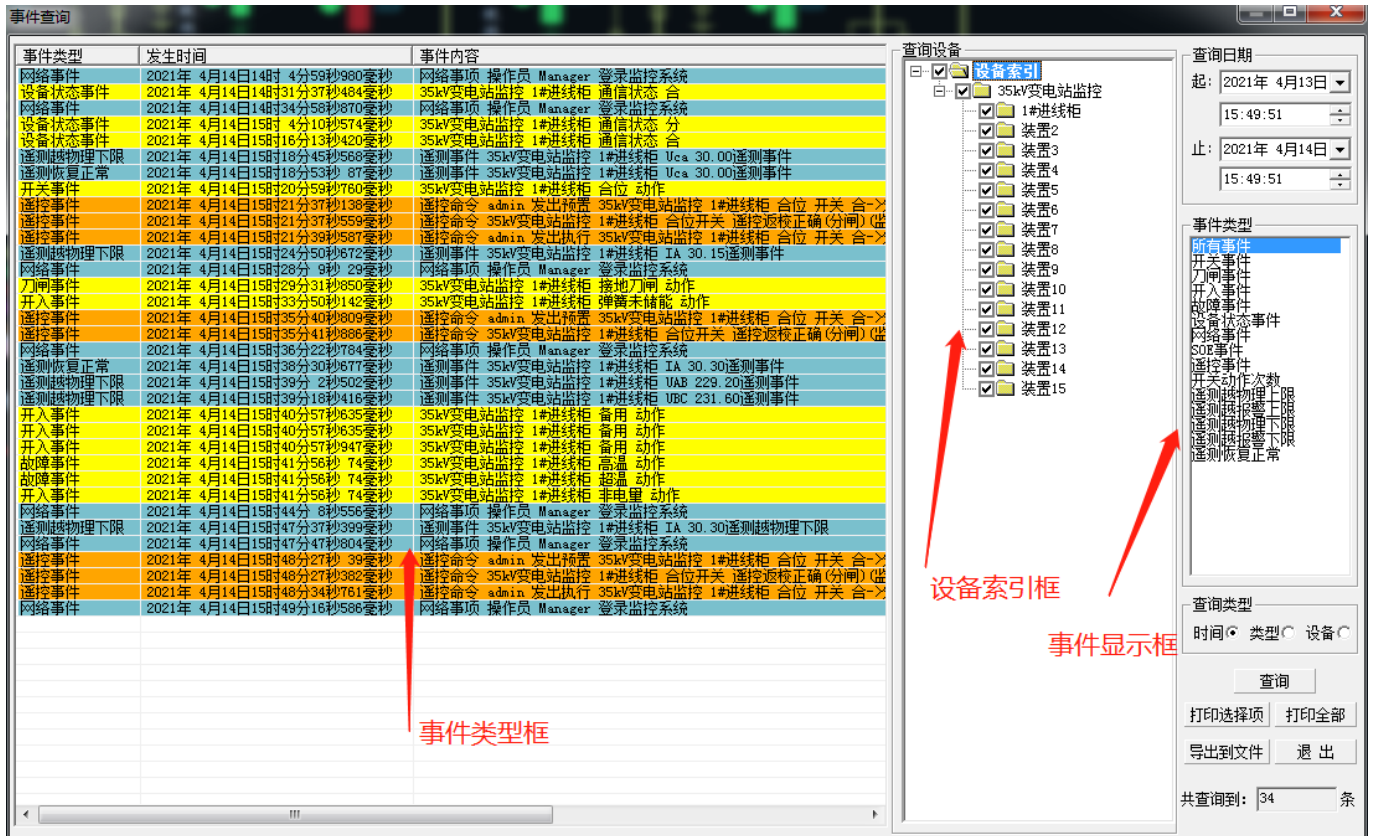 事件查询
事件类型 发生时间 事件内容
网络事件 2021年 4月14日14时 4分59秒980毫秒 网络事项 操作员 Manager 登录监控系统
设备状态事件 2021年 4月14日14时31分37秒484毫秒 35kV变电站监控 1#进线柜 通信状态 合
网络事件 2021年 4月14日14时34分58秒870毫秒 网络事项 操作员 Manager 登录监控系统
设备状态事件 2021年 4月14日15时 4分10秒574毫秒 35kV变电站监控 1#进线柜 通信状态 分
设备状态事件 2021年 4月14日15时16分13秒420毫秒 35kV变电站监控 1#进线柜 通信状态 合
遥测越物理下限 2021年 4月14日15时18分45秒568毫秒 遥测事件 35kV变电站监控 1#进线柜 Uca 30.00遥测事件
遥测恢复正常 2021年 4月14日15时18分53秒 87毫秒 遥测事件 35kV变电站监控 1#进线柜 Uca 30.00遥测事件
开关事件 2021年 4月14日15时20分59秒760毫秒 35kV变电站监控 1#进线柜 合位 动作
遥控事件 2021年 4月14日15时21分37秒138毫秒 遥控命令 admin 发出预置 35kV变电站监控 1#进线柜 合位 开关 合->
遥控事件 2021年 4月14日15时21分37秒559毫秒 遥控命令 35kV变电站监控 1#进线柜 合位开关 遥控返校正确(分闸)(监
遥控事件 2021年 4月14日15时21分39秒587毫秒 遥控命令 admin 发出执行 35kV变电站监控 1#进线柜 合位 开关 合->
遥测越物理下限 2021年 4月14日15时24分50秒672毫秒 遥测事件 35kV变电站监控 1#进线柜 IA 30.15遥测事件
网络事件 2021年 4月14日15时28分 9秒 29毫秒 网络事项 操作员 Manager 登录监控系统
刀闸事件 2021年 4月14日15时29分31秒850毫秒 35kV变电站监控 1#进线柜 接地刀闸 动作
开入事件 2021年 4月14日15时33分50秒142毫秒 35kV变电站监控 1#进线柜 弹簧未储能 动作
遥控事件 2021年 4月14日15时35分40秒809毫秒 遥控命令 admin 发出预置 35kV变电站监控 1#进线柜 合位 开关 合->
遥控事件 2021年 4月14日15时35分41秒886毫秒 遥控命令 35kV变电站监控 1#进线柜 合位开关 遥控返校正确(分闸)(监
网络事件 2021年 4月14日15时36分22秒784毫秒 网络事项 操作员 Manager 登录监控系统
遥测恢复正常 2021年 4月14日15时38分30秒677毫秒 遥测事件 35kV变电站监控 1#进线柜 IA 30.30遥测事件
遥测越物理下限 2021年 4月14日15时39分 2秒502毫秒 遥测事件 35kV变电站监控 1#进线柜 UAB 229.20遥测事件
遥测越物理下限 2021年 4月14日15时39分18秒416毫秒 遥测事件 35kV变电站监控 1#进线柜 UBC 231.60遥测事件
开入事件 2021年 4月14日15时40分57秒635毫秒 35kV变电站监控 1#进线柜 备用 动作
开入事件 2021年 4月14日15时40分57秒635毫秒 35kV变电站监控 1#进线柜 备用 动作
开入事件 2021年 4月14日15时40分57秒947毫秒 35kV变电站监控 1#进线柜 备用 动作
故障事件 2021年 4月14日15时41分56秒 74毫秒 35kV变电站监控 1#进线柜 高温 动作
故障事件 2021年 4月14日15时41分56秒 74毫秒 35kV变电站监控 1#进线柜 超温 动作
开入事件 2021年 4月14日15时41分56秒 74毫秒 35kV变电站监控 1#进线柜 非电量 动作
网络事件 2021年 4月14日15时44分 8秒556毫秒 网络事项 操作员 Manager 登录监控系统
遥测越物理下限 2021年 4月14日15时47分37秒399毫秒 遥测事件 35kV变电站监控 1#进线柜 IA 30.30遥测越物理下限
网络事件 2021年 4月14日15时47分47秒804毫秒 网络事项 操作员 Manager 登录监控系统
遥控事件 2021年 4月14日15时48分27秒 39毫秒 遥控命令 admin 发出预置 35kV变电站监控 1#进线柜 合位 开关 合->
遥控事件 2021年 4月14日15时48分27秒382毫秒 遥控命令 35kV变电站监控 1#进线柜 合位开关 遥控返校正确(分闸)(监
遥控事件 2021年 4月14日15时48分34秒761毫秒 遥控命令 admin 发出执行 35kV变电站监控 1#进线柜 合位 开关 合->
网络事件 2021年 4月14日15时49分16秒586毫秒 网络事项 操作员 Manager 登录监控系统
事件类型框
查询设备
设备索引
35kV变电站监控
1#进线柜
装置2
装置3
装置4
装置5
装置6
装置7
装置8
装置9
装置10
装置11
装置12
装置13
装置14
装置15
设备索引框
事件显示框
查询日期
起: 2021年 4月13日
15:49:51
止: 2021年 4月14日
15:49:51
事件类型
所有事件
开关事件
刀闸事件
开入事件
故障事件
设备状态事件
网络事件
SOE事件
遥控事件
开关动作次数
遥测越物理上限
遥测越报警上限
遥测越物理下限
遥测越报警下限
遥测恢复正常
查询类型
时间 类型 设备
查询
打印选择项 打印全部
导出到文件 退 出
共查询到: 34 条